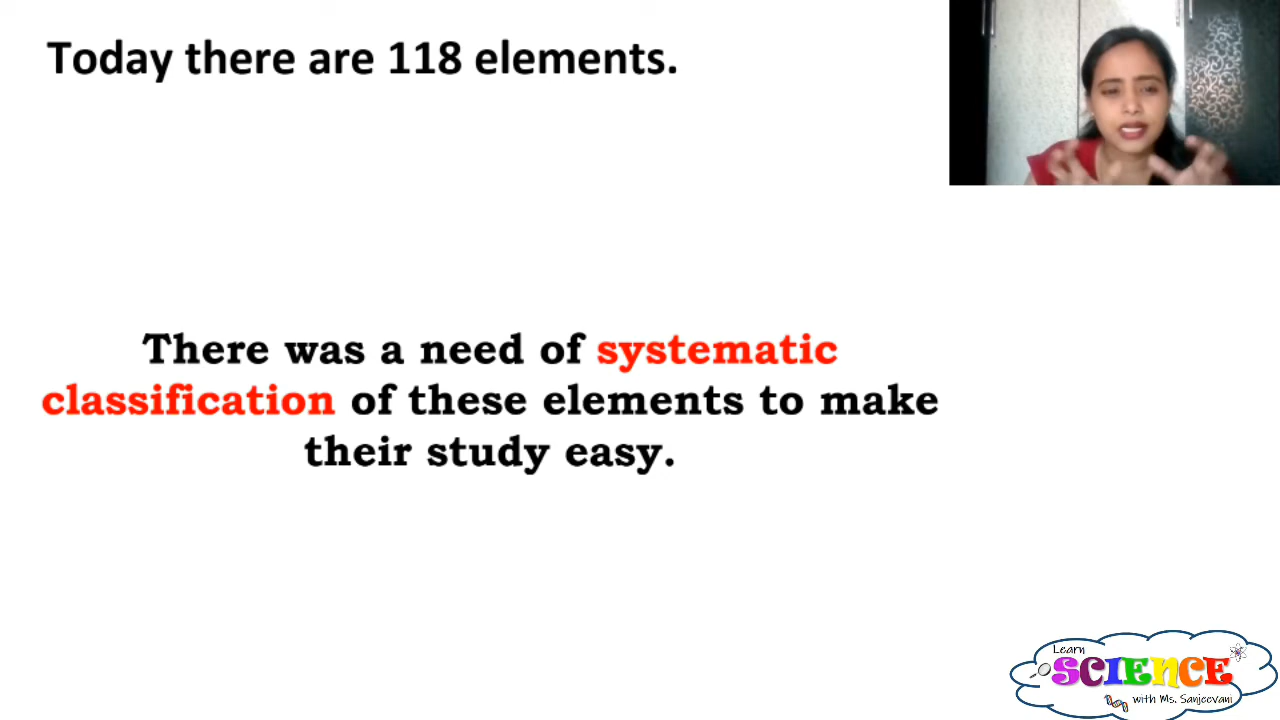 Today there are 118 elements.
There was a need of systematic
classification of these elements to make
their study easy.
Learn
SCIENCE
with Ms. Sanjeevani